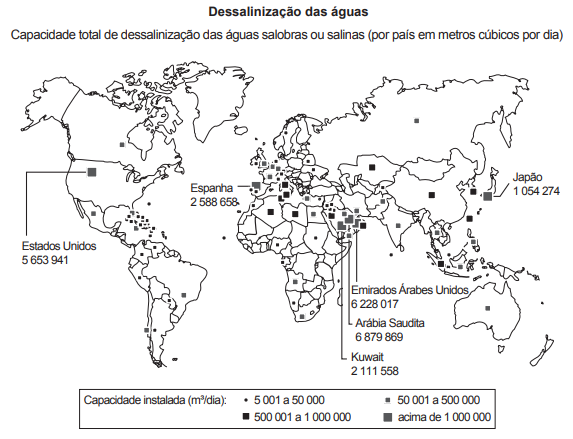 Dessalinização das águas
Capacidade total de dessalinização das águas salobras ou salinas (por país em metros cúbicos por dia)
Japão
1 054 274
Espanha
2 588 658
Estados Unidos
5 653 941
Emirados Árabes Unidos
6 228 017
Arábia Saudita
6 879 869
Kuwait
2 111 558
Capacidade instalada (m³/dia):
5 001 a 50 000
50 001 a 500 000
500 001 a 1 000 000
acima de 1 000 000